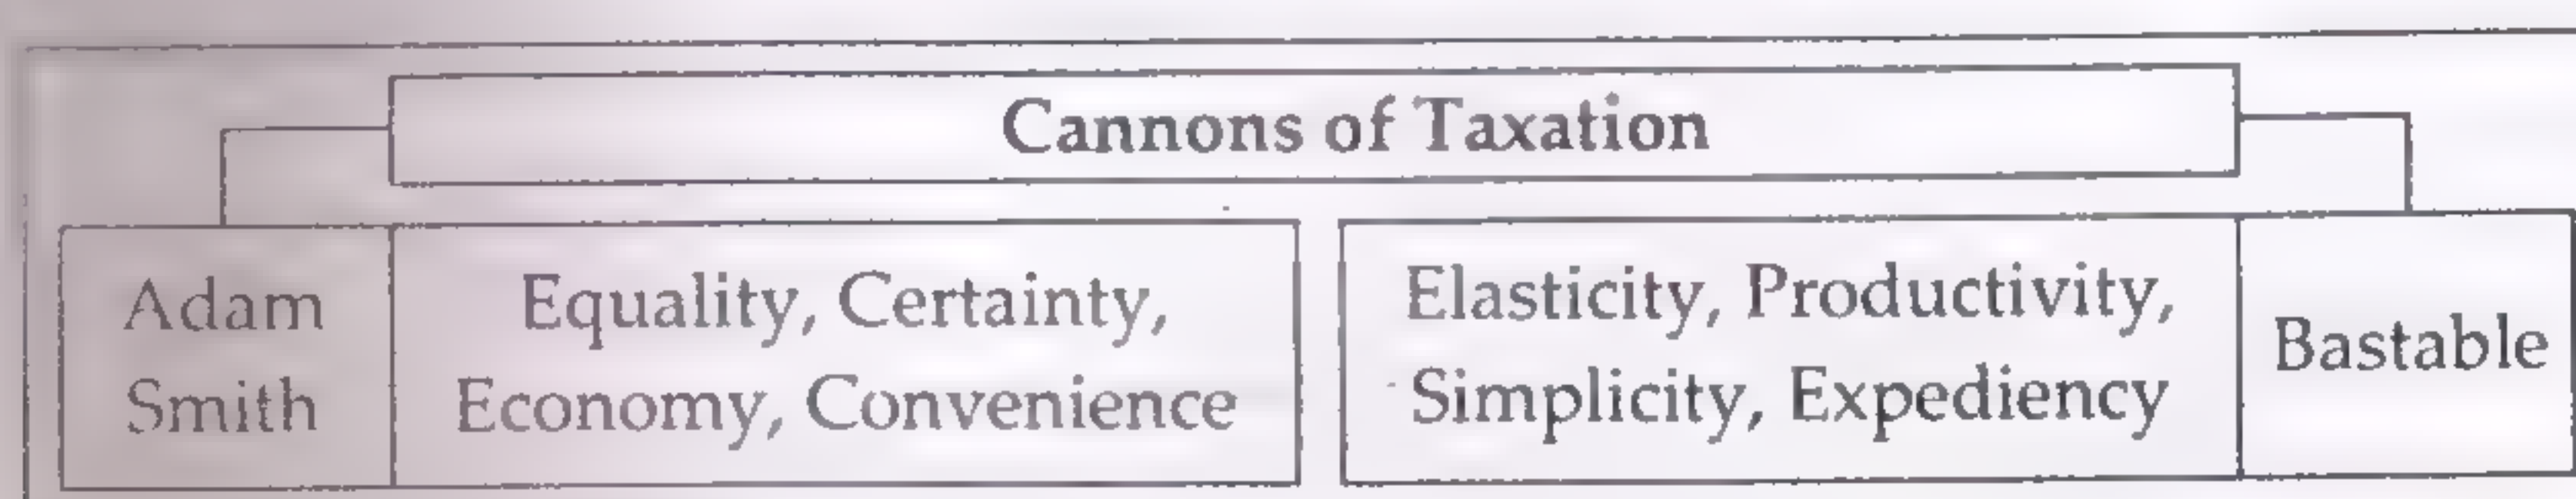 Cannons of Taxation
Adam
Smith
Equality, Certainty,
Economy, Convenience
Elasticity, Productivity,
Simplicity, Expediency
Bastable